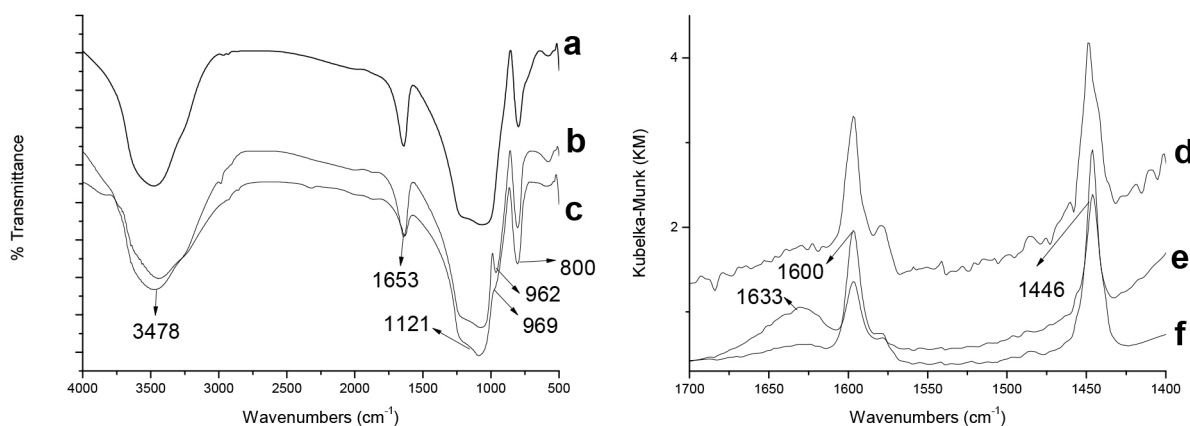 % Transmittance
a
b
c
1653
800
962
1121
969
3478
4000 3500 3000 2500 2000 1500 1000 500
Wavenumbers (cm⁻¹)
Kubelka-Munk (KM)
4
2
d
1600
1446
e
1633
f
1700 1650 1600 1550 1500 1450 1400
Wavenumbers (cm⁻¹)